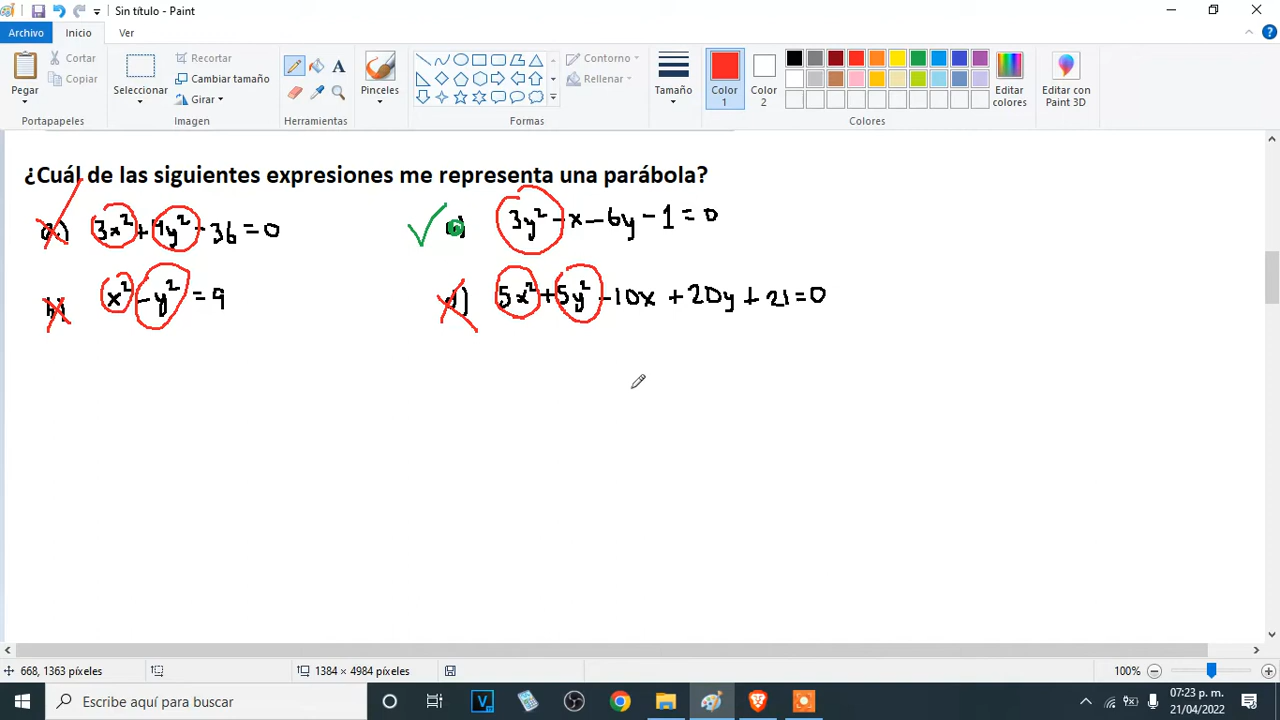 Sin título - Paint
Archivo Inicio Ver
Pegar
Cortar
Copiar
Portapapeles
Seleccionar
Recortar
Cambiar tamaño
Girar
Imagen
A
Herramientas
Pinceles
Contorno
Rellenar
Formas
Tamaño
Color 1
Color 2
Editar colores
Colores
Editar con Paint 3D
¿Cuál de las siguientes expresiones me representa una parábola?
a) 3x² + 4y² - 36 = 0
3y² - x - 6y - 1 = 0
b) x² - y² = 9
d) 5x² + 5y² - 10x + 20y + 21 = 0
668, 1363 píxeles
1384 × 4984 píxeles
100%
Escribe aquí para buscar
07:23 p. m.
21/04/2022